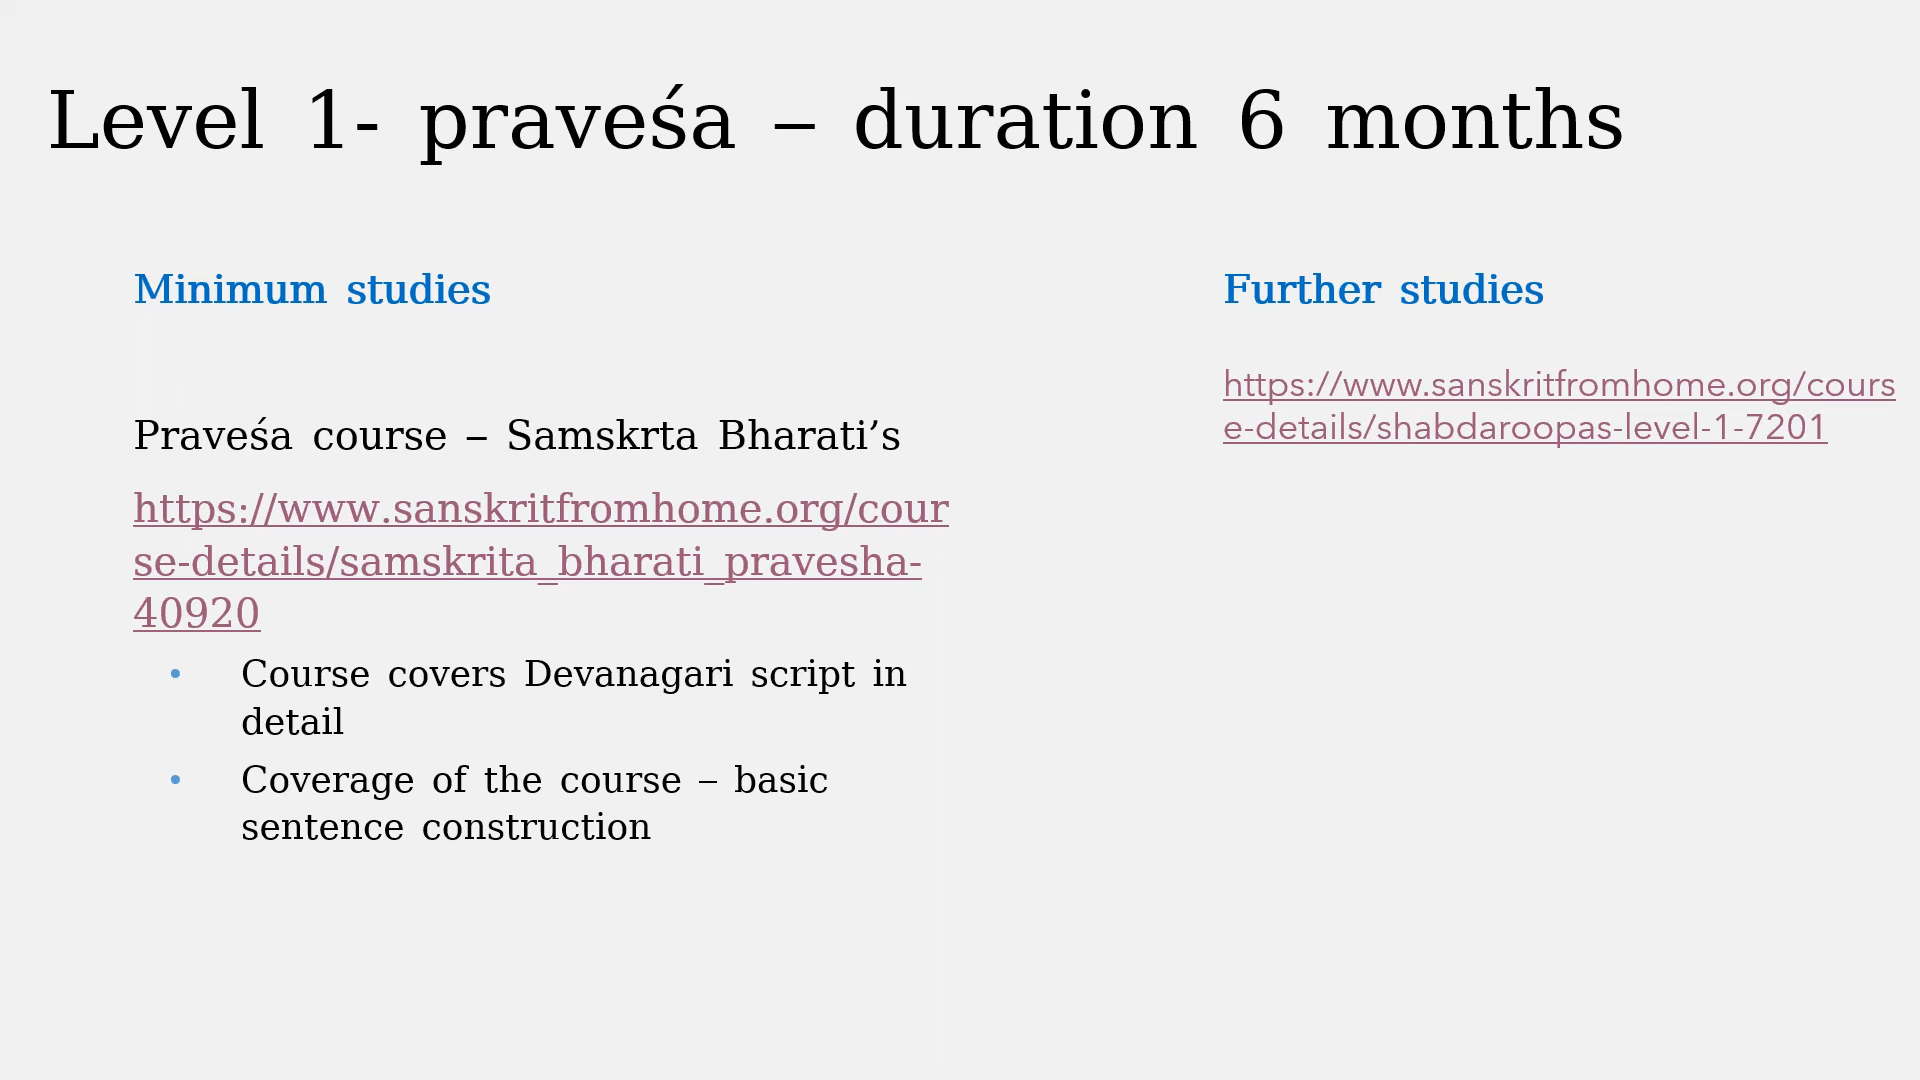 Level 1- praveśa – duration 6 months
Minimum studies
Praveśa course – Samskrta Bharati’s
https://www.sanskritfromhome.org/cour
se-details/samskrita_bharati_pravesha-
40920
• Course covers Devanagari script in
detail
• Coverage of the course – basic
sentence construction
Further studies
https://www.sanskritfromhome.org/cours
e-details/shabdaroopas-level-1-7201